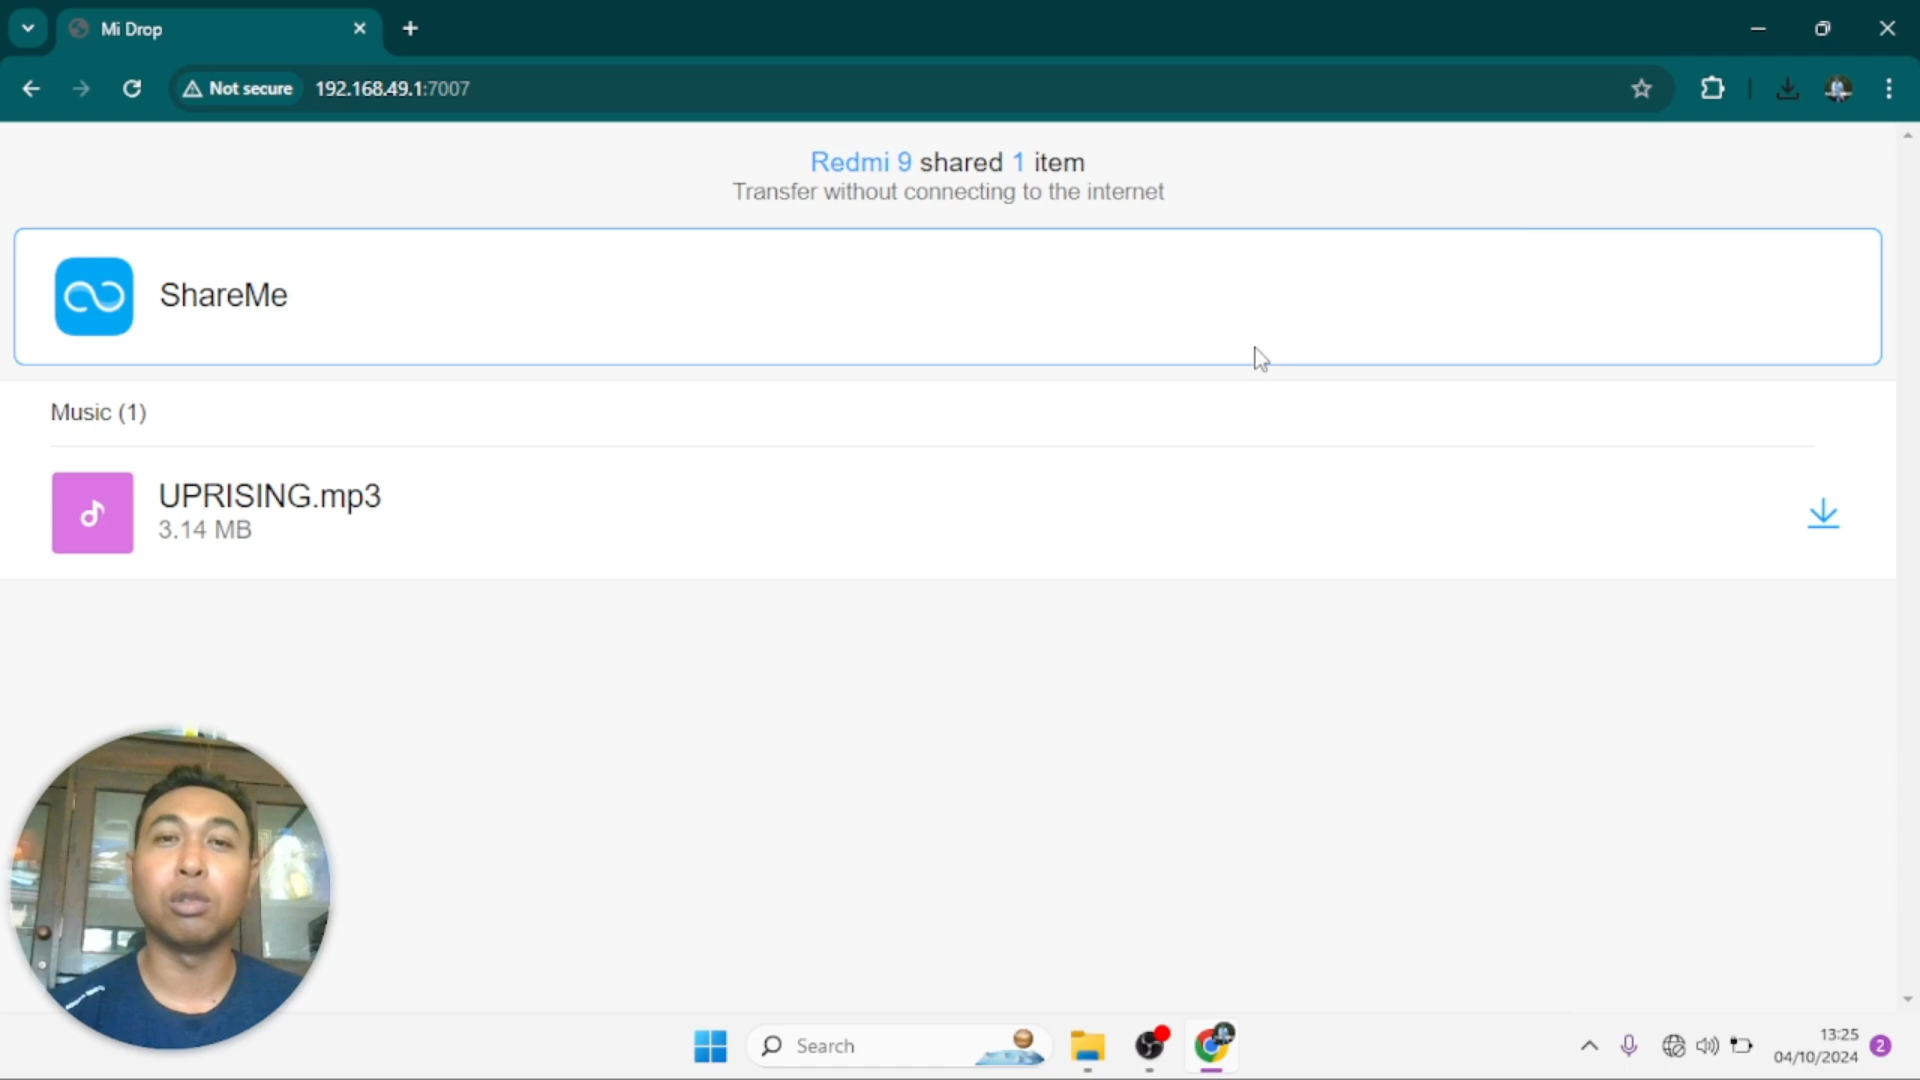 Mi Drop
Not secure
192.168.49.1:7007
Redmi 9 shared 1 item
Transfer without connecting to the internet
ShareMe
Music (1)
UPRISING.mp3
3.14 MB
Search
13:25
04/10/2024
2